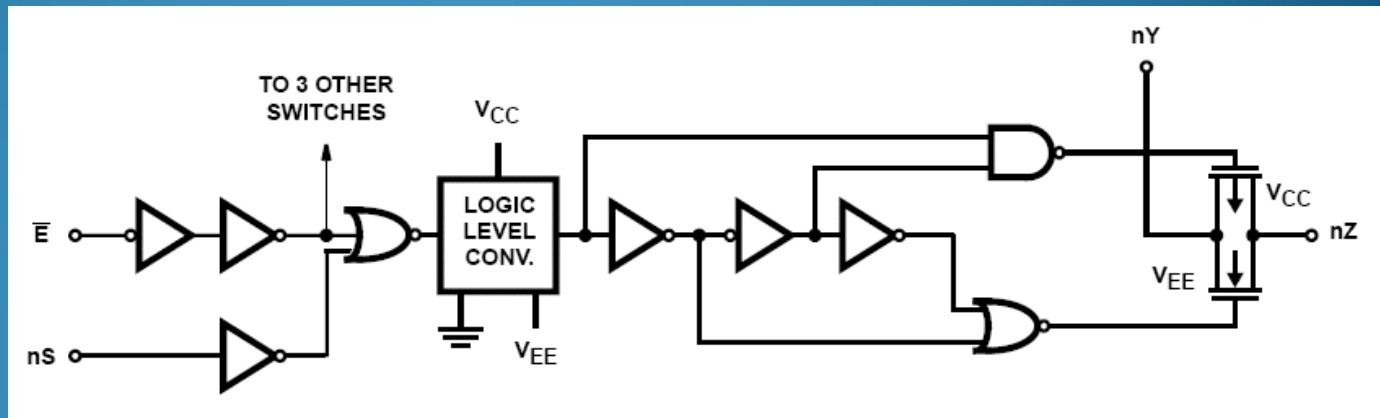 nY
TO 3 OTHER
SWITCHES
VCC
E̅
LOGIC
LEVEL
CONV.
VCC
nZ
VEE
nS
VEE